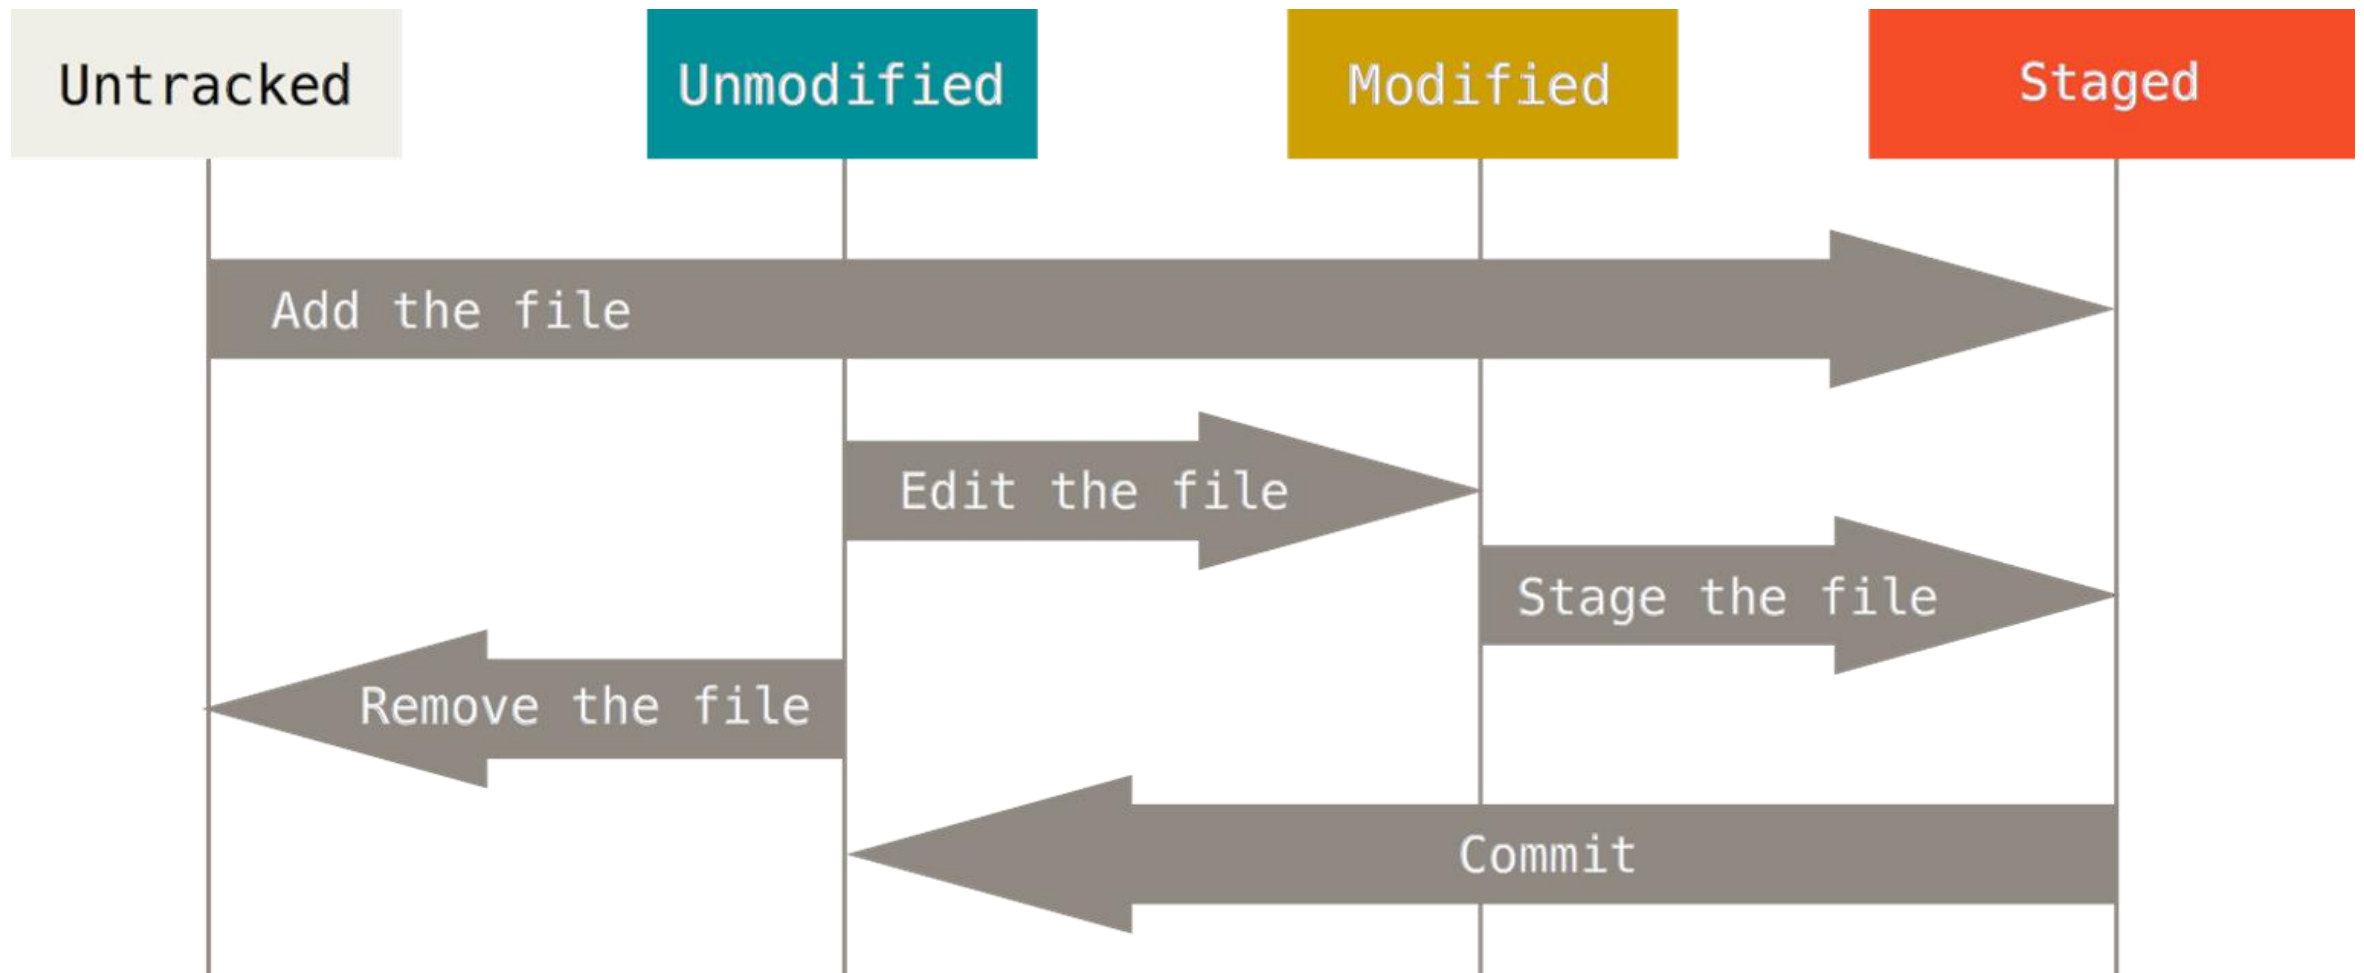 Untracked
Unmodified
Modified
Staged
Add the file
Edit the file
Stage the file
Remove the file
Commit